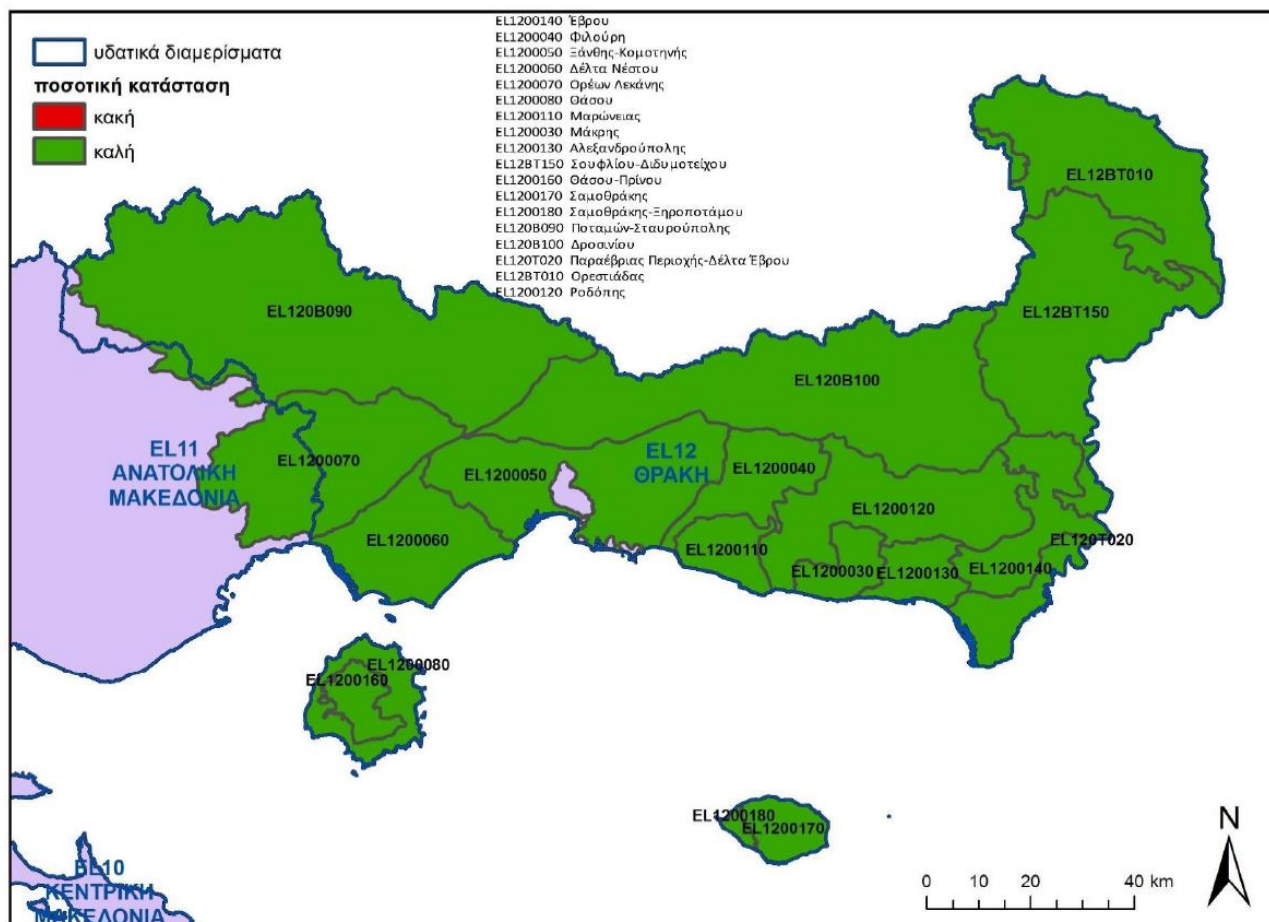 υδατικά διαμερίσματα
ποσοτική κατάσταση
κακή
καλή
EL1200140 Έβρου
EL1200040 Φιλούρη
EL1200050 Ξάνθης-Κομοτηνής
EL1200060 Δέλτα Νέστου
EL1200070 Ορέων Λεκάνης
EL1200080 Θάσου
EL1200110 Μαρώνειας
EL1200030 Μάκρης
EL1200130 Αλεξανδρούπολης
EL12BT150 Σουφλίου-Διδυμοτείχου
EL1200160 Θάσου-Πρίνου
EL1200170 Σαμοθράκης
EL1200180 Σαμοθράκης-Ξηροποτάμου
EL120B090 Ποταμών-Σταυρούπολης
EL120B100 Δροσινίου
EL120T020 Παραέβριας Περιοχής-Δέλτα Έβρου
EL12BT010 Ορεστιάδας
EL1200120 Ροδόπης
EL12BT010
EL120B090
EL12BT150
EL120B100
EL11
ΑΝΑΤΟΛΙΚΗ
ΜΑΚΕΔΟΝΙΑ
EL1200070
EL1200050
EL12
ΘΡΑΚΗ
EL1200040
EL1200120
EL1200060
EL1200110
EL1200030
EL1200130
EL1200140
EL120T020
EL1200080
EL1200160
EL1200180
EL1200170
EL10
ΚΕΝΤΡΙΚΗ
ΜΑΚΕΔΟΝΙΑ
N
0 10 20 40 km